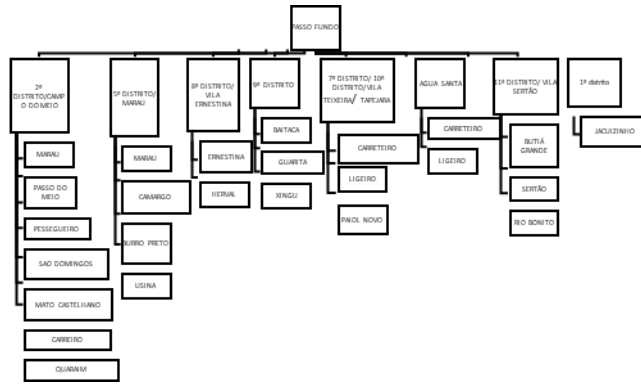 PASSO FUNDO
2º
DISTRITO/CAMP
O DO MEIO
MARAU
PASSO DO
MEIO
PESSEGUEIRO
SAO DOMINGOS
MATO CASTELHANO
CARREIRO
QUARAIM
5º DISTRITO/
MARAU
MARAU
CAMARGO
BURRO PRETO
USINA
8º DISTRITO/
VILA
ERNESTINA
ERNESTINA
HERVAL
9º DISTRITO
BAITACA
GUARITA
XINGU
7º DISTRITO/ 10º
DISTRITO/VILA
TEIXEIRA/ TAPEJARA
CARRETEIRO
LIGEIRO
PAIOL NOVO
AGUA SANTA
CARRETEIRO
LIGEIRO
11º DISTRITO/ VILA
SERTÃO
BUTIÁ
GRANDE
SERTÃO
RIO BONITO
1º distrito
JACUIZINHO